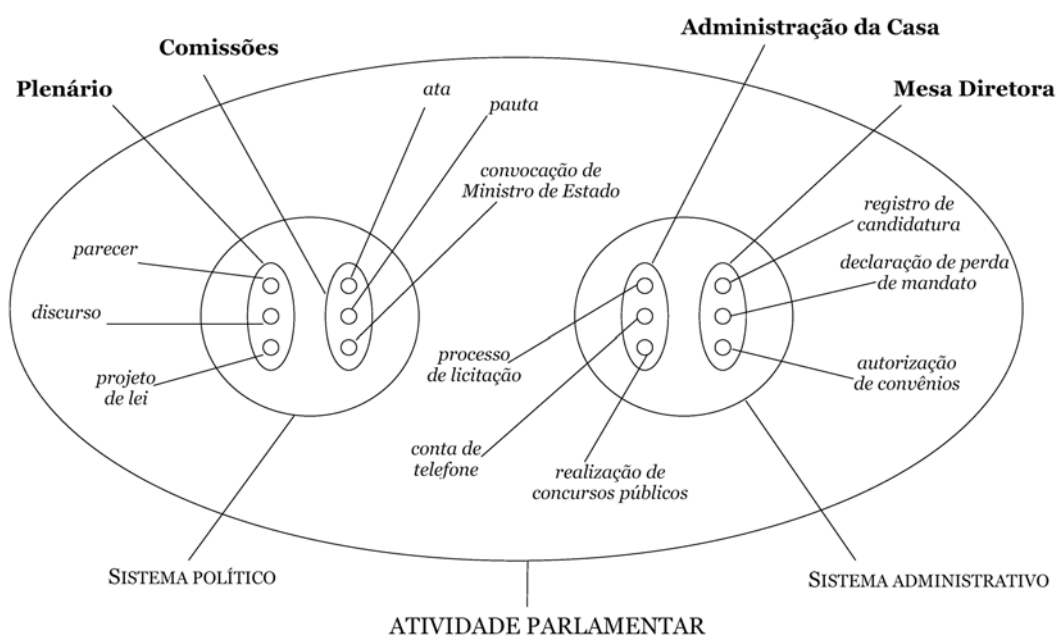 Administração da Casa
Comissões
Plenário
ata
Mesa Diretora
pauta
convocação de
Ministro de Estado
registro de
candidatura
parecer
declaração de perda
de mandato
discurso
processo
de licitação
autorização
de convênios
projeto
de lei
conta de
telefone
realização de
concursos públicos
SISTEMA POLÍTICO
SISTEMA ADMINISTRATIVO
ATIVIDADE PARLAMENTAR